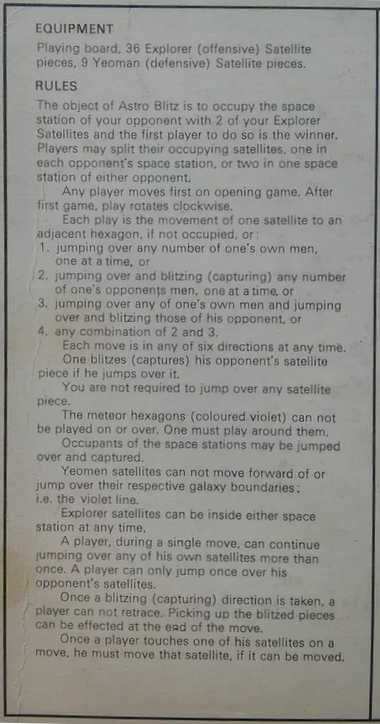 EQUIPMENT
Playing board, 36 Explorer (offensive) Satellite
pieces, 9 Yeoman (defensive) Satellite pieces.
RULES
The object of Astro Blitz is to occupy the space
station of your opponent with 2 of your Explorer
Satellites and the first player to do so is the winner.
Players may split their occupying satellites, one in
each opponent's space station, or two in one space
station of either opponent.
Any player moves first on opening game. After
first game, play rotates clockwise.
Each play is the movement of one satellite to an
adjacent hexagon, if not occupied, or:
1. jumping over any number of one's own men,
one at a time, or
2. jumping over and blitzing (capturing) any number
of one's opponents men, one at a time, or
3. jumping over any of one's own men and jumping
over and blitzing those of his opponent, or
4. any combination of 2 and 3.
Each move is in any of six directions at any time.
One blitzes (captures) his opponent's satellite
piece if he jumps over it.
You are not required to jump over any satellite
piece.
The meteor hexagons (coloured violet) can not
be played on or over. One must play around them.
Occupants of the space stations may be jumped
over and captured.
Yeomen satellites can not move forward of or
jump over their respective galaxy boundaries;
i.e. the violet line.
Explorer satellites can be inside either space
station at any time.
A player, during a single move, can continue
jumping over any of his own satellites more than
once. A player can only jump once over his
opponent's satellites.
Once a blitzing (capturing) direction is taken, a
player can not retrace. Picking up the blitzed pieces
can be effected at the end of the move.
Once a player touches one of his satellites on a
move, he must move that satellite, if it can be moved.